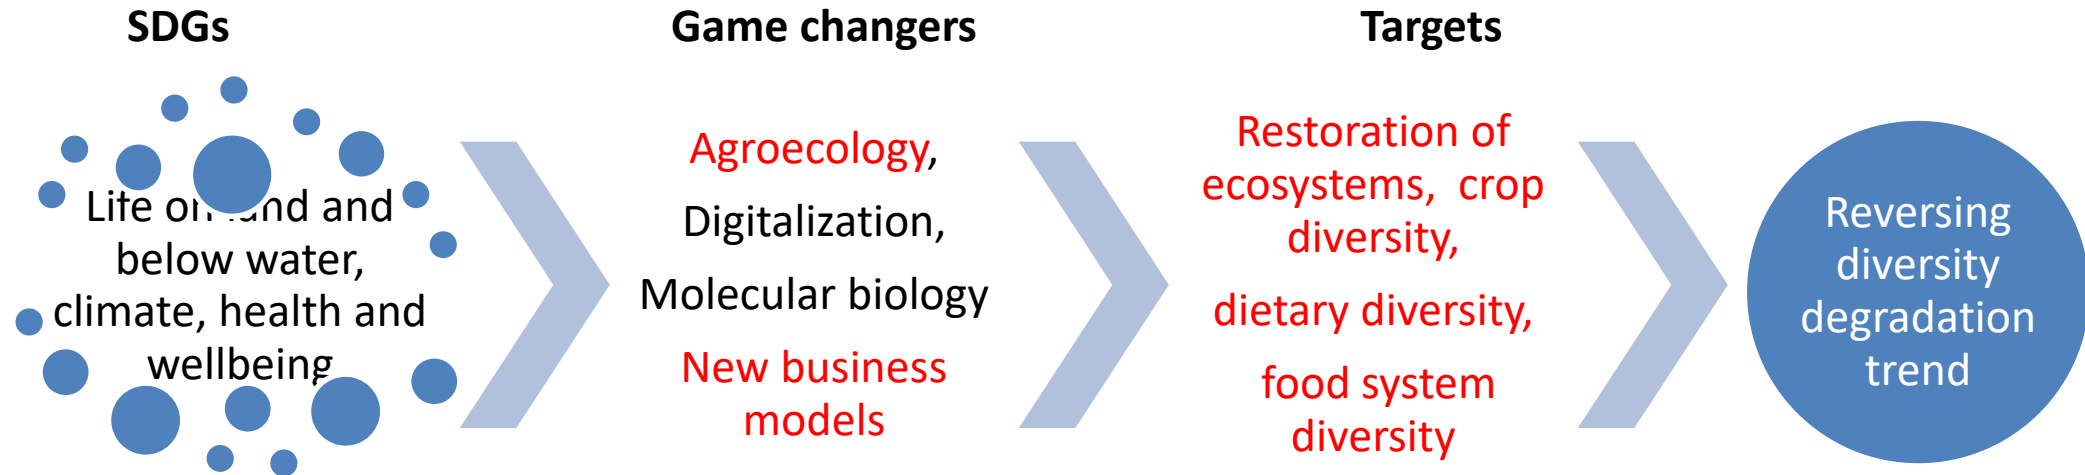 SDGs
Game changers
Targets
Life on land and
below water,
climate, health and
wellbeing
Agroecology,
Digitalization,
Molecular biology
New business
models
Restoration of
ecosystems, crop
diversity,
dietary diversity,
food system
diversity
Reversing
diversity
degradation
trend